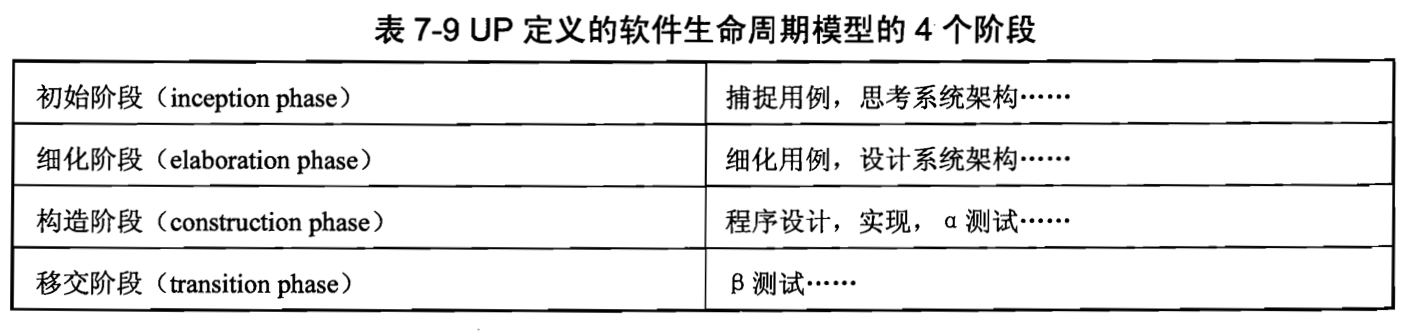 表 7-9 UP 定义的软件生命周期模型的 4 个阶段
初始阶段（inception phase） 捕捉用例，思考系统架构……
细化阶段（elaboration phase） 细化用例，设计系统架构……
构造阶段（construction phase） 程序设计，实现，α 测试……
移交阶段（transition phase） β 测试……